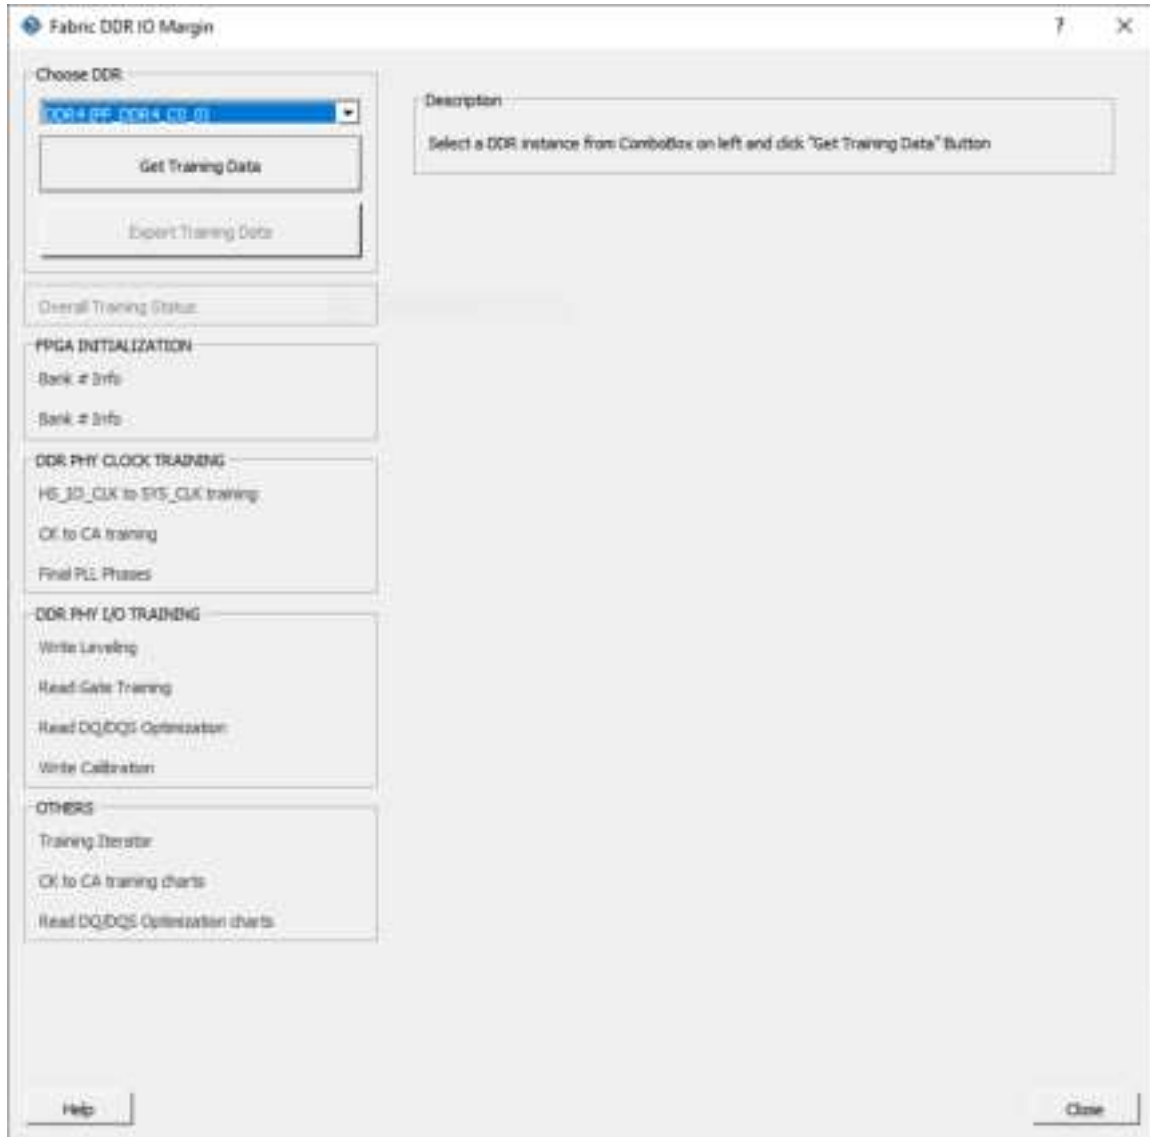 Fabric DDR IO Margin
?
Choose DDR
DDR4 (PF_DDR4_C0_0)
Get Training Data
Export Training Data
Description
Select a DDR instance from ComboBox on left and click "Get Training Data" Button
Overall Training Status
FPGA INITIALIZATION
Bank # Info
Bank # Info
DDR PHY CLOCK TRAINING
HS_IO_CLK to SYS_CLK training
CK to CA training
Final PLL Phases
DDR PHY I/O TRAINING
Write Leveling
Read Gate Training
Read DQ/DQS Optimization
Write Calibration
OTHERS
Training Iterator
CK to CA training charts
Read DQ/DQS Optimization charts
Help
Close